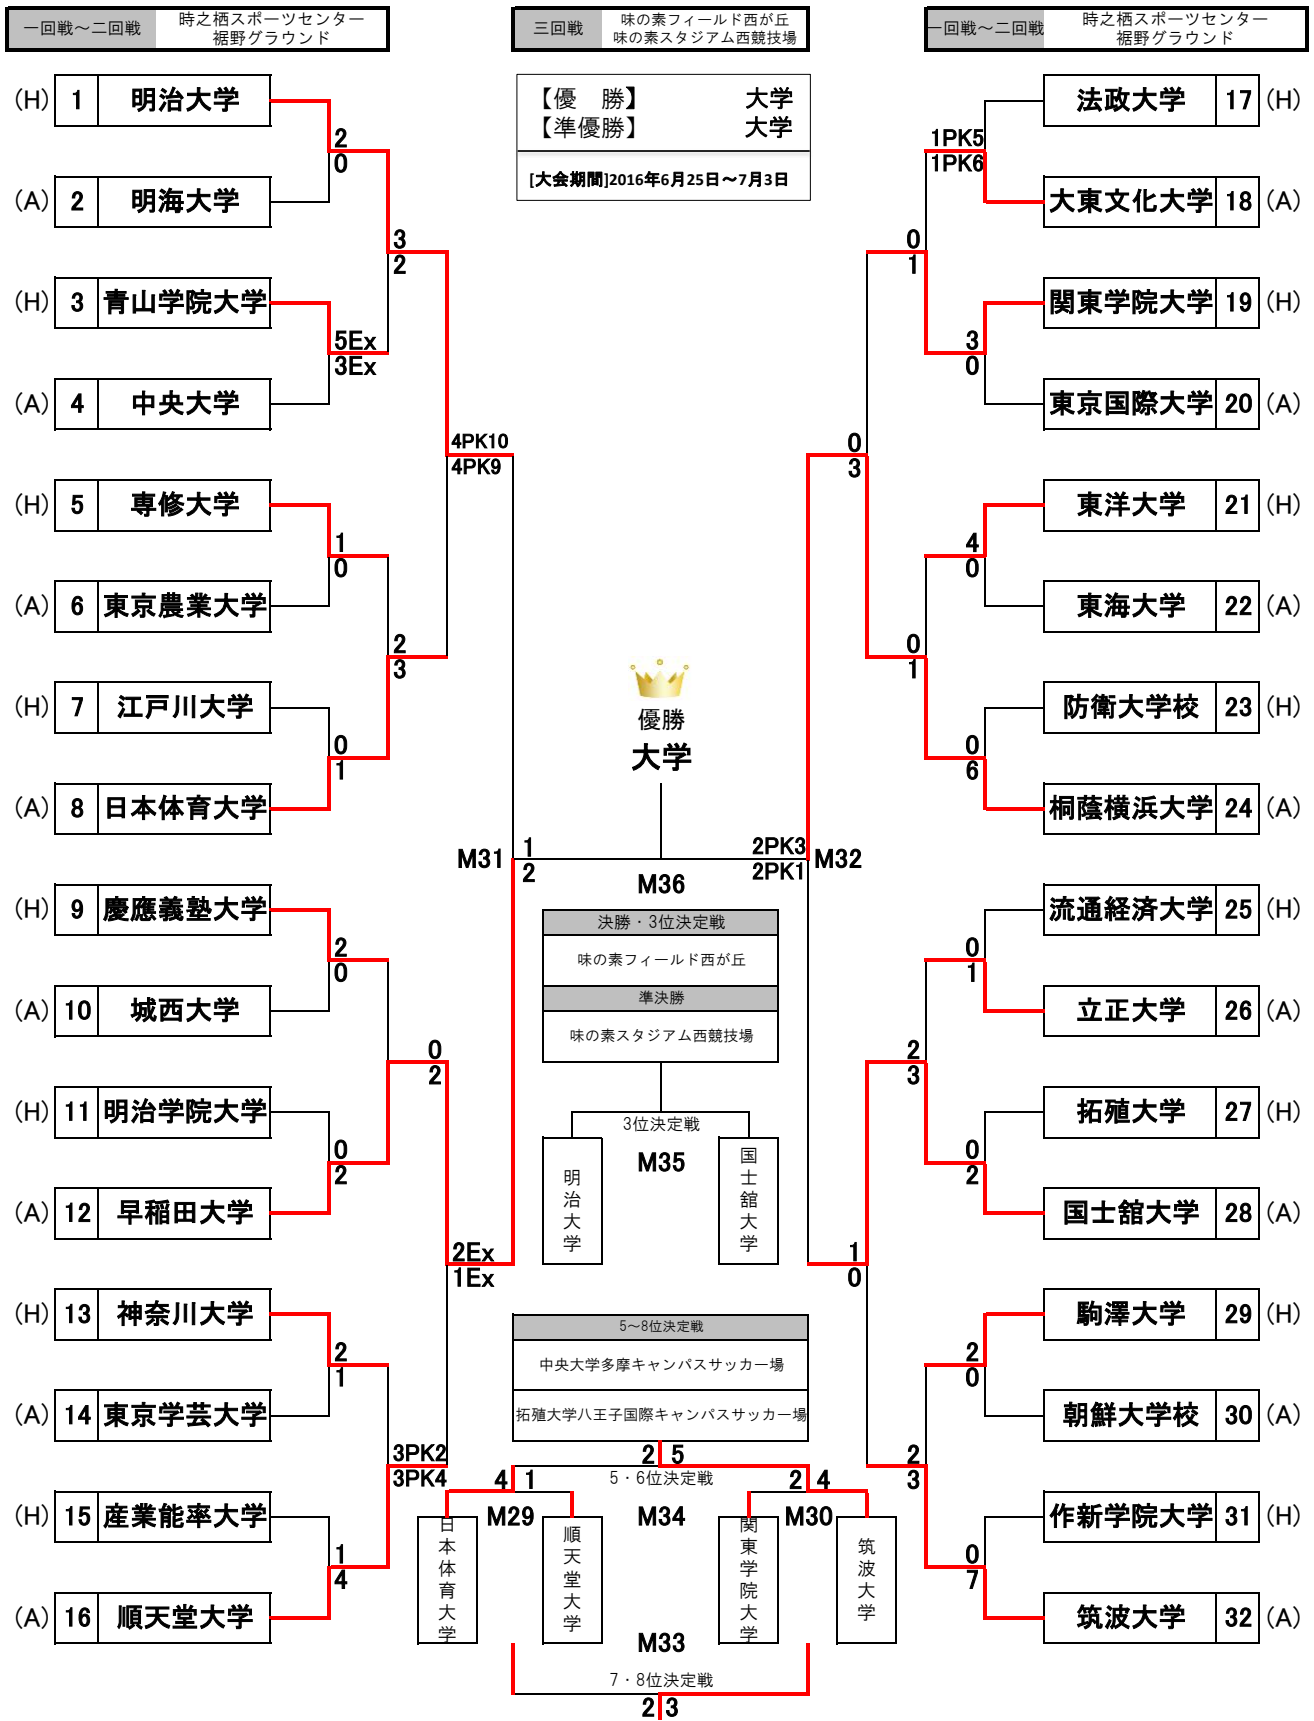 一回戦～二回戦
時之栖スポーツセンター
裾野グラウンド
三回戦
味の素フィールド西が丘
味の素スタジアム西競技場
一回戦～二回戦
時之栖スポーツセンター
裾野グラウンド
【優　勝】 大学
【準優勝】 大学
[大会期間]2016年6月25日～7月3日
(H) 1 明治大学
2
0
(A) 2 明海大学
3
2
(H) 3 青山学院大学
5Ex
3Ex
(A) 4 中央大学
4PK10
4PK9
(H) 5 専修大学
1
0
(A) 6 東京農業大学
2
3
(H) 7 江戸川大学
0
1
(A) 8 日本体育大学
M31
1
2
(H) 9 慶應義塾大学
2
0
(A) 10 城西大学
0
2
(H) 11 明治学院大学
0
2
(A) 12 早稲田大学
2Ex
1Ex
(H) 13 神奈川大学
2
1
(A) 14 東京学芸大学
3PK2
3PK4
(H) 15 産業能率大学
1
4
(A) 16 順天堂大学
優勝
大学
M36
決勝・3位決定戦
味の素フィールド西が丘
準決勝
味の素スタジアム西競技場
3位決定戦
M35
明治大学
国士舘大学
5～8位決定戦
中央大学多摩キャンパスサッカー場
拓殖大学八王子国際キャンパスサッカー場
2 5
5・6位決定戦
4 1
2 4
M29
M34
M30
日本体育大学
順天堂大学
関東学院大学
筑波大学
M33
7・8位決定戦
2 3
法政大学 17 (H)
1PK5
1PK6
大東文化大学 18 (A)
0
1
関東学院大学 19 (H)
3
0
東京国際大学 20 (A)
0
3
東洋大学 21 (H)
4
0
東海大学 22 (A)
0
1
防衛大学校 23 (H)
0
6
桐蔭横浜大学 24 (A)
2PK3
2PK1
M32
流通経済大学 25 (H)
0
1
立正大学 26 (A)
2
3
拓殖大学 27 (H)
0
2
国士舘大学 28 (A)
1
0
駒澤大学 29 (H)
2
0
朝鮮大学校 30 (A)
2
3
作新学院大学 31 (H)
0
7
筑波大学 32 (A)